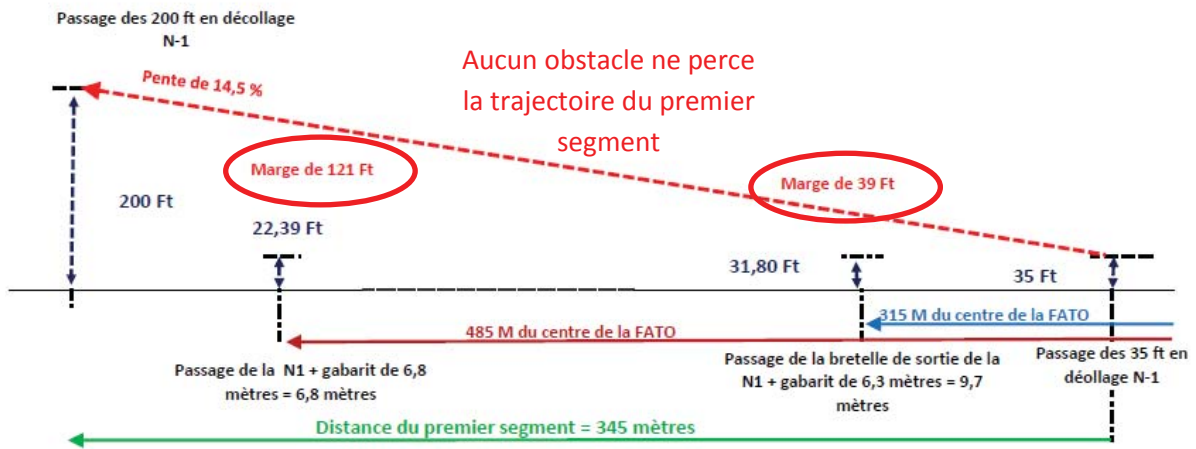 Passage des 200 ft en décollage
N-1
Aucun obstacle ne perce
la trajectoire du premier
segment
Pente de 14,5 %
Marge de 121 Ft
Marge de 39 Ft
200 Ft
22,39 Ft
31,80 Ft
35 Ft
315 M du centre de la FATO
485 M du centre de la FATO
Passage de la N1 + gabarit de 6,8
mètres = 6,8 mètres
Passage de la bretelle de sortie de la
N1 + gabarit de 6,3 mètres = 9,7
mètres
Passage des 35 ft en
déollage N-1
Distance du premier segment = 345 mètres